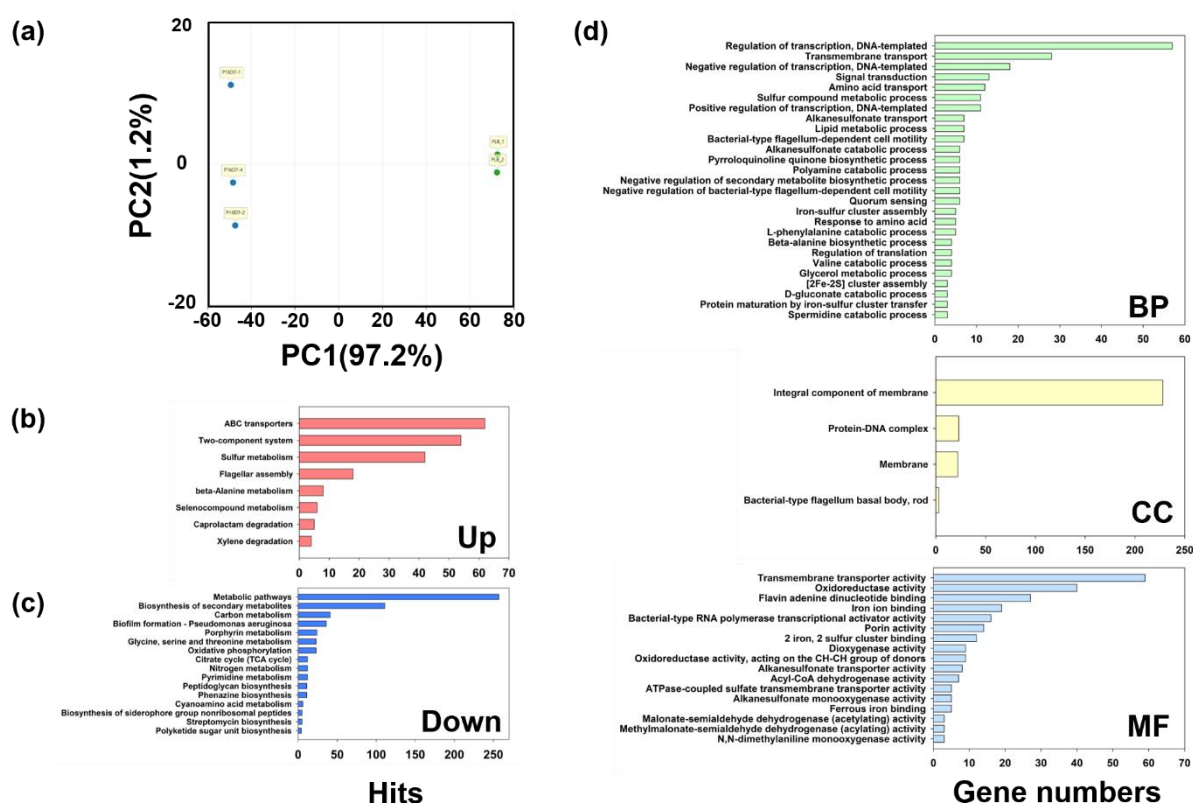 (a)
PC2(1.2%)
20
0
-20
P16D7-1
P16D7-4
P16D7-2
PLB_1
PLB_2
-60 -40 -20 0 20 40 60 80
PC1(97.2%)
(b)
ABC transporters
Two-component system
Sulfur metabolism
Flagellar assembly
beta-Alanine metabolism
Selenocompound metabolism
Caprolactam degradation
Xylene degradation
Up
0 10 20 30 40 50 60 70
(c)
Metabolic pathways
Biosynthesis of secondary metabolites
Carbon metabolism
Biofilm formation - Pseudomonas aeruginosa
Porphyrin metabolism
Glycine, serine and threonine metabolism
Oxidative phosphorylation
Citrate cycle (TCA cycle)
Nitrogen metabolism
Pyrimidine metabolism
Peptidoglycan biosynthesis
Phenazine biosynthesis
Cyanoamino acid metabolism
Biosynthesis of siderophore group nonribosomal peptides
Streptomycin biosynthesis
Polyketide sugar unit biosynthesis
Down
0 50 100 150 200 250
Hits
(d)
Regulation of transcription, DNA-templated
Transmembrane transport
Negative regulation of transcription, DNA-templated
Signal transduction
Amino acid transport
Sulfur compound metabolic process
Positive regulation of transcription, DNA-templated
Alkanesulfonate transport
Lipid metabolic process
Bacterial-type flagellum-dependent cell motility
Alkanesulfonate catabolic process
Pyrroloquinoline quinone biosynthetic process
Polyamine catabolic process
Negative regulation of secondary metabolite biosynthetic process
Negative regulation of bacterial-type flagellum-dependent cell motility
Quorum sensing
Iron-sulfur cluster assembly
Response to amino acid
L-phenylalanine catabolic process
Beta-alanine biosynthetic process
Regulation of translation
Valine catabolic process
Glycerol metabolic process
[2Fe-2S] cluster assembly
D-gluconate catabolic process
Protein maturation by iron-sulfur cluster transfer
Spermidine catabolic process
BP
0 10 20 30 40 50 60
Integral component of membrane
Protein-DNA complex
Membrane
Bacterial-type flagellum basal body, rod
CC
0 50 100 150 200 250
Transmembrane transporter activity
Oxidoreductase activity
Flavin adenine dinucleotide binding
Iron ion binding
Bacterial-type RNA polymerase transcriptional activator activity
Porin activity
2 iron, 2 sulfur cluster binding
Dioxygenase activity
Oxidoreductase activity, acting on the CH-CH group of donors
Alkanesulfonate transporter activity
Acyl-CoA dehydrogenase activity
ATPase-coupled sulfate transmembrane transporter activity
Alkanesulfonate monooxygenase activity
Ferrous iron binding
Malonate-semialdehyde dehydrogenase (acetylating) activity
Methylmalonate-semialdehyde dehydrogenase (acylating) activity
N,N-dimethylaniline monooxygenase activity
MF
0 10 20 30 40 50 60 70
Gene numbers